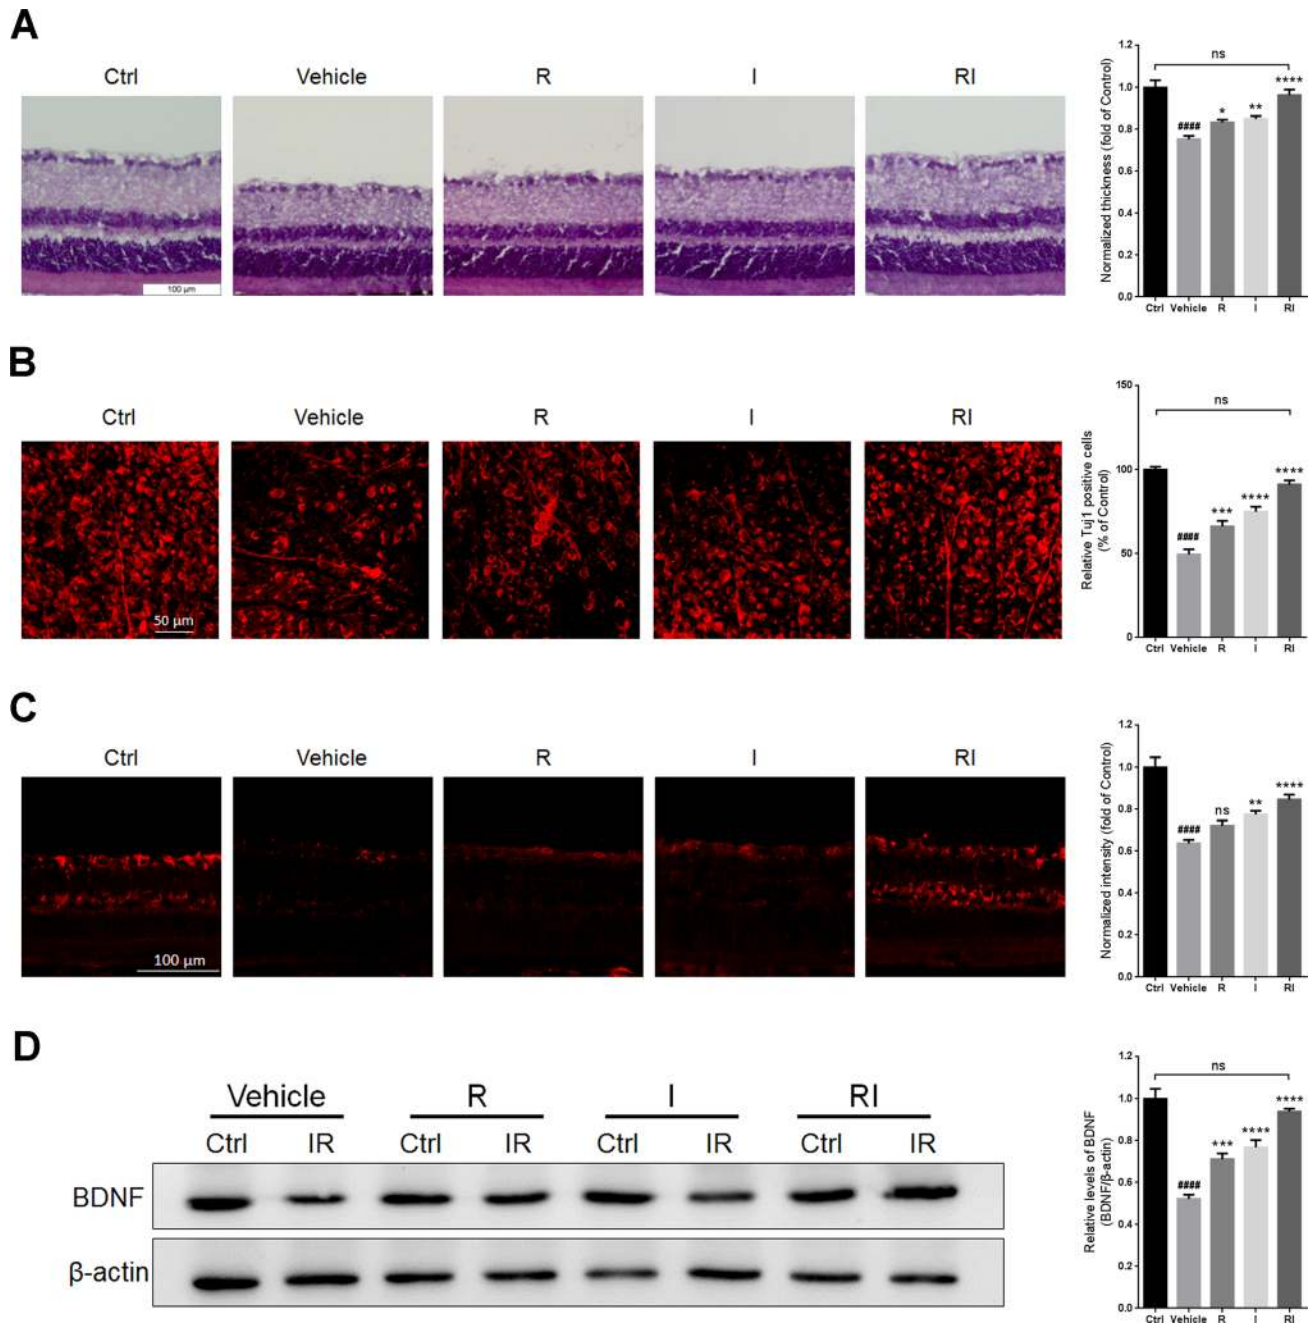 A
Ctrl Vehicle R I RI
100 μm
Normalized thickness (fold of Control)
1.2
1.0
0.8
0.6
0.4
0.2
0.0
ns
####
*
**
****
Ctrl Vehicle R I RI
B
Ctrl Vehicle R I RI
50 μm
Relative Tuj1 positive cells
(% of Control)
150
100
50
0
ns
####
***
****
****
Ctrl Vehicle R I RI
C
Ctrl Vehicle R I RI
100 μm
Normalized intensity (fold of Control)
1.2
1.0
0.8
0.6
0.4
0.2
0.0
####
ns
**
****
Ctrl Vehicle R I RI
D
Vehicle R I RI
Ctrl IR Ctrl IR Ctrl IR Ctrl IR
BDNF
β-actin
Relative levels of BDNF
(BDNF/β-actin)
1.2
1.0
0.8
0.6
0.4
0.2
0.0
ns
####
***
****
****
Ctrl Vehicle R I RI